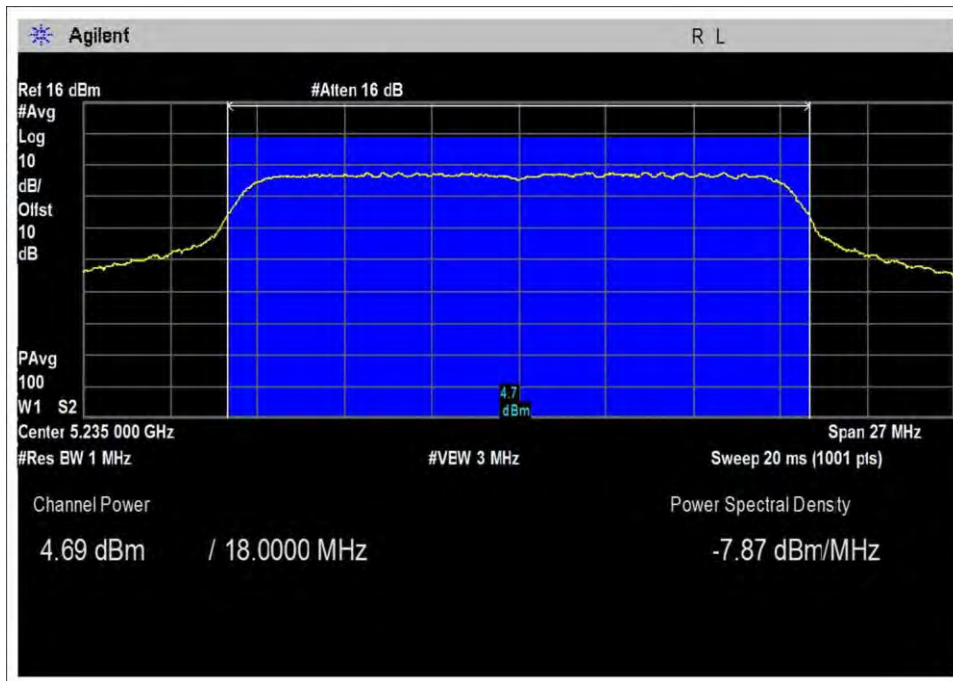 Agilent R L
Ref 16 dBm #Atten 16 dB
#Avg
Log
10
dB/
Offst
10
dB
PAvg
100
W1 S2
4.7
dBm
Center 5.235 000 GHz Span 27 MHz
#Res BW 1 MHz #VBW 3 MHz Sweep 20 ms (1001 pts)
Channel Power Power Spectral Density
4.69 dBm / 18.0000 MHz -7.87 dBm/MHz